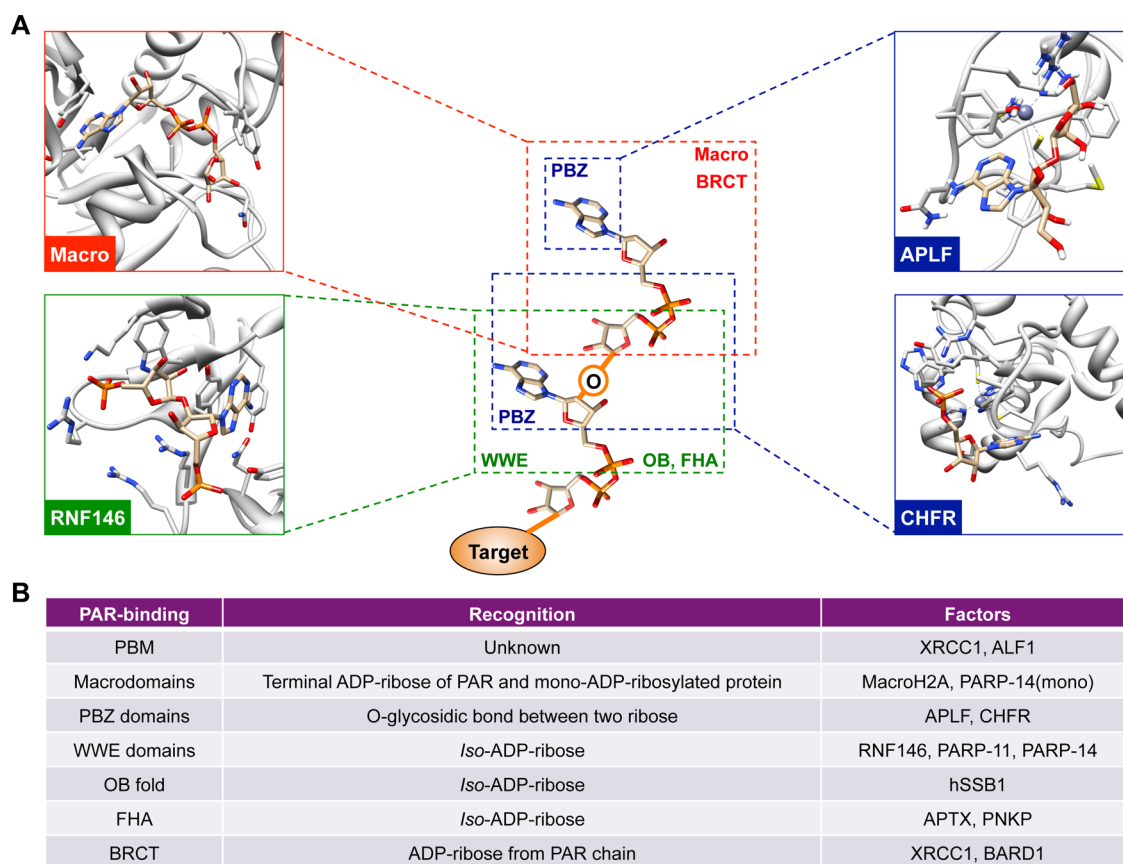 A
Macro
RNF146
PBZ
Macro
BRCT
O
PBZ
WWE
OB, FHA
Target
APLF
CHFR
B
PAR-binding Recognition Factors
PBM Unknown XRCC1, ALF1
Macrodomains Terminal ADP-ribose of PAR and mono-ADP-ribosylated protein MacroH2A, PARP-14(mono)
PBZ domains O-glycosidic bond between two ribose APLF, CHFR
WWE domains Iso-ADP-ribose RNF146, PARP-11, PARP-14
OB fold Iso-ADP-ribose hSSB1
FHA Iso-ADP-ribose APTX, PNKP
BRCT ADP-ribose from PAR chain XRCC1, BARD1